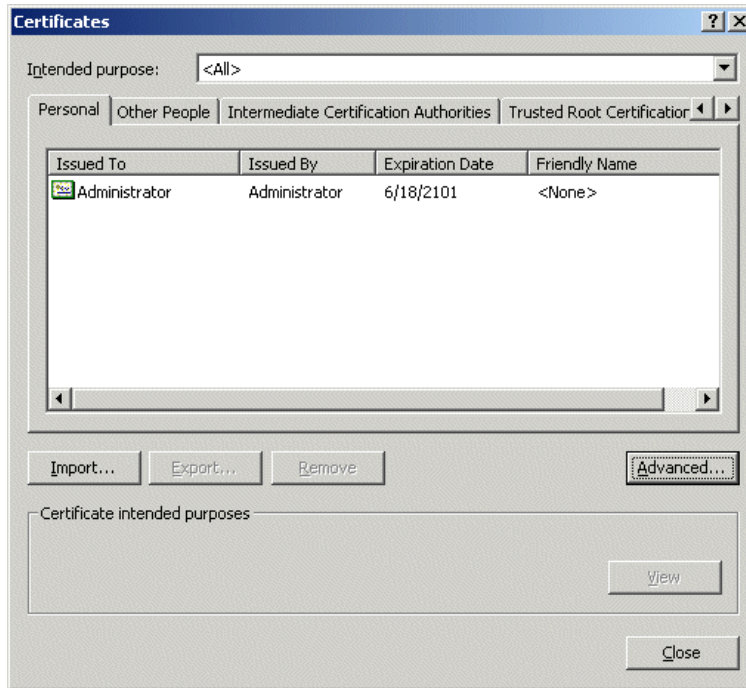 Certificates
Intended purpose: <All>
Personal Other People Intermediate Certification Authorities Trusted Root Certification
Issued To Issued By Expiration Date Friendly Name
Administrator Administrator 6/18/2101 <None>
Import... Export... Remove Advanced...
Certificate intended purposes
View
Close